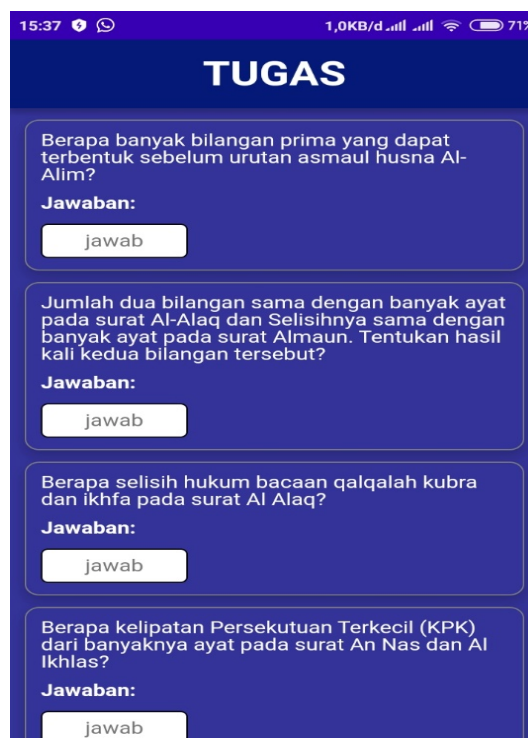 15:37 1,0KB/d 71%
TUGAS
Berapa banyak bilangan prima yang dapat
terbentuk sebelum urutan asmaul husna Al-
Alim?
Jawaban:
jawab
Jumlah dua bilangan sama dengan banyak ayat
pada surat Al-Alaq dan Selisihnya sama dengan
banyak ayat pada surat Almaun. Tentukan hasil
kali kedua bilangan tersebut?
Jawaban:
jawab
Berapa selisih hukum bacaan qalqalah kubra
dan ikhfa pada surat Al Alaq?
Jawaban:
jawab
Berapa kelipatan Persekutuan Terkecil (KPK)
dari banyaknya ayat pada surat An Nas dan Al
Ikhlas?
Jawaban:
jawab